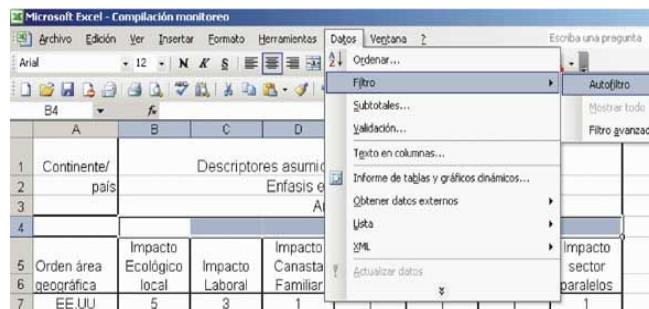 Microsoft Excel - Compilación monitoreo
Archivo Edición Ver Insertar Formato Herramientas Datos Ventana ? Escriba una pregunta
Arial 12 N K S
B4 fx
Ordenar...
Filtro
Subtotales...
Validación...
Texto en columnas...
Informe de tablas y gráficos dinámicos...
Obtener datos externos
Lista
XML
Actualizar datos
Autofiltro
Mostrar todo
Filtro avanzad
A B C D
1 Continente/ Descriptores asumid
2 país Enfasis e
3
4
Impacto Impacto Impacto
5 Orden área Ecológico Impacto Canasta sector
6 geográfica local Laboral Familiar paralelos
7 EE.UU 5 3 1 1